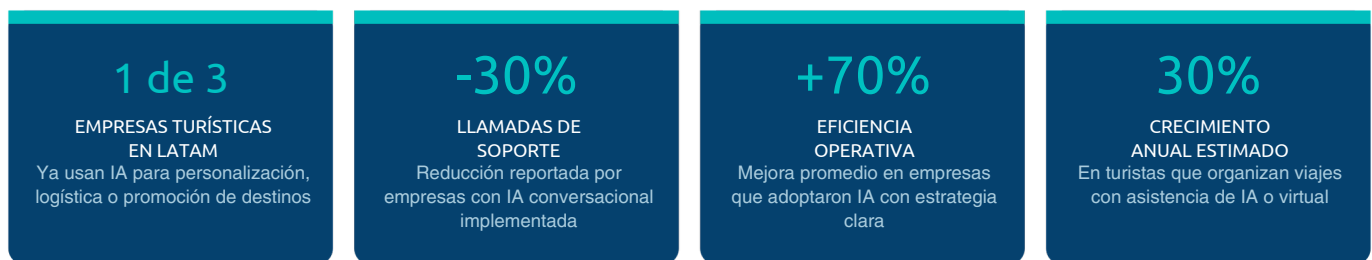 1 de 3
EMPRESAS TURÍSTICAS
EN LATAM
Ya usan IA para personalización,
logística o promoción de destinos
-30%
LLAMADAS DE
SOPORTE
Reducción reportada por
empresas con IA conversacional
implementada
+70%
EFICIENCIA
OPERATIVA
Mejora promedio en empresas
que adoptaron IA con estrategia
clara
30%
CRECIMIENTO
ANUAL ESTIMADO
En turistas que organizan viajes
con asistencia de IA o virtual